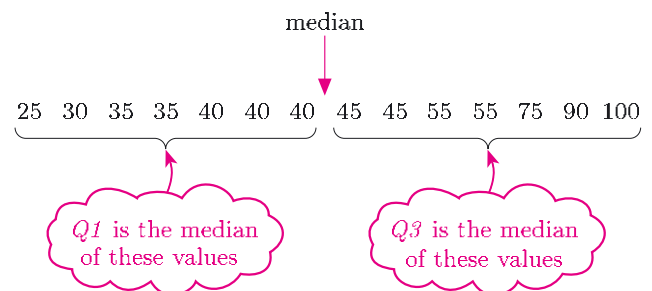 median
25 30 35 35 40 40 40 45 45 55 55 75 90 100
Q1 is the median
of these values
Q3 is the median
of these values